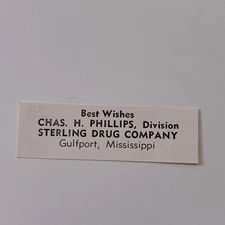 Best Wishes
CHAS. H. PHILLIPS, Division
STERLING DRUG COMPANY
Gulfport, Mississippi